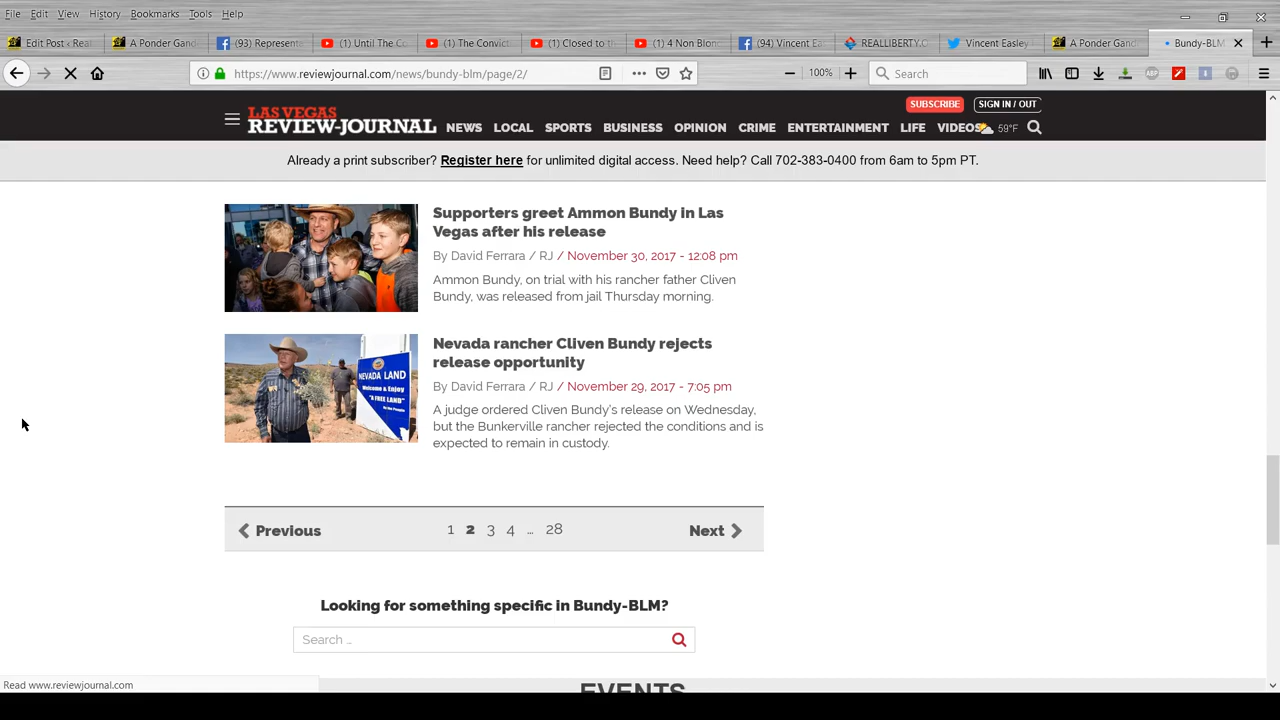 File Edit View History Bookmarks Tools Help
Edit Post ‹ Real
A Ponder Gand
(93) Represent
(1) Until The Co
(1) The Convict
(1) Closed to th
(1) 4 Non Blon
(94) Vincent Ea
REALLIBERTY.O
Vincent Easley
A Ponder Gand
Bundy-BLM
https://www.reviewjournal.com/news/bundy-blm/page/2/
100%
Search
ABP
SUBSCRIBE
SIGN IN / OUT
LAS VEGAS
REVIEW-JOURNAL
NEWS LOCAL SPORTS BUSINESS OPINION CRIME ENTERTAINMENT LIFE VIDEOS 59°F
Already a print subscriber? Register here for unlimited digital access. Need help? Call 702-383-0400 from 6am to 5pm PT.
Supporters greet Ammon Bundy in Las
Vegas after his release
By David Ferrara / RJ / November 30, 2017 - 12:08 pm
Ammon Bundy, on trial with his rancher father Cliven
Bundy, was released from jail Thursday morning.
NEVADA LAND
Welcome & Enjoy
"A FREE LAND"
Nevada rancher Cliven Bundy rejects
release opportunity
By David Ferrara / RJ / November 29, 2017 - 7:05 pm
A judge ordered Cliven Bundy's release on Wednesday,
but the Bunkerville rancher rejected the conditions and is
expected to remain in custody.
Previous 1 2 3 4 ... 28 Next
Looking for something specific in Bundy-BLM?
Search ...
Read www.reviewjournal.com
EVENTS